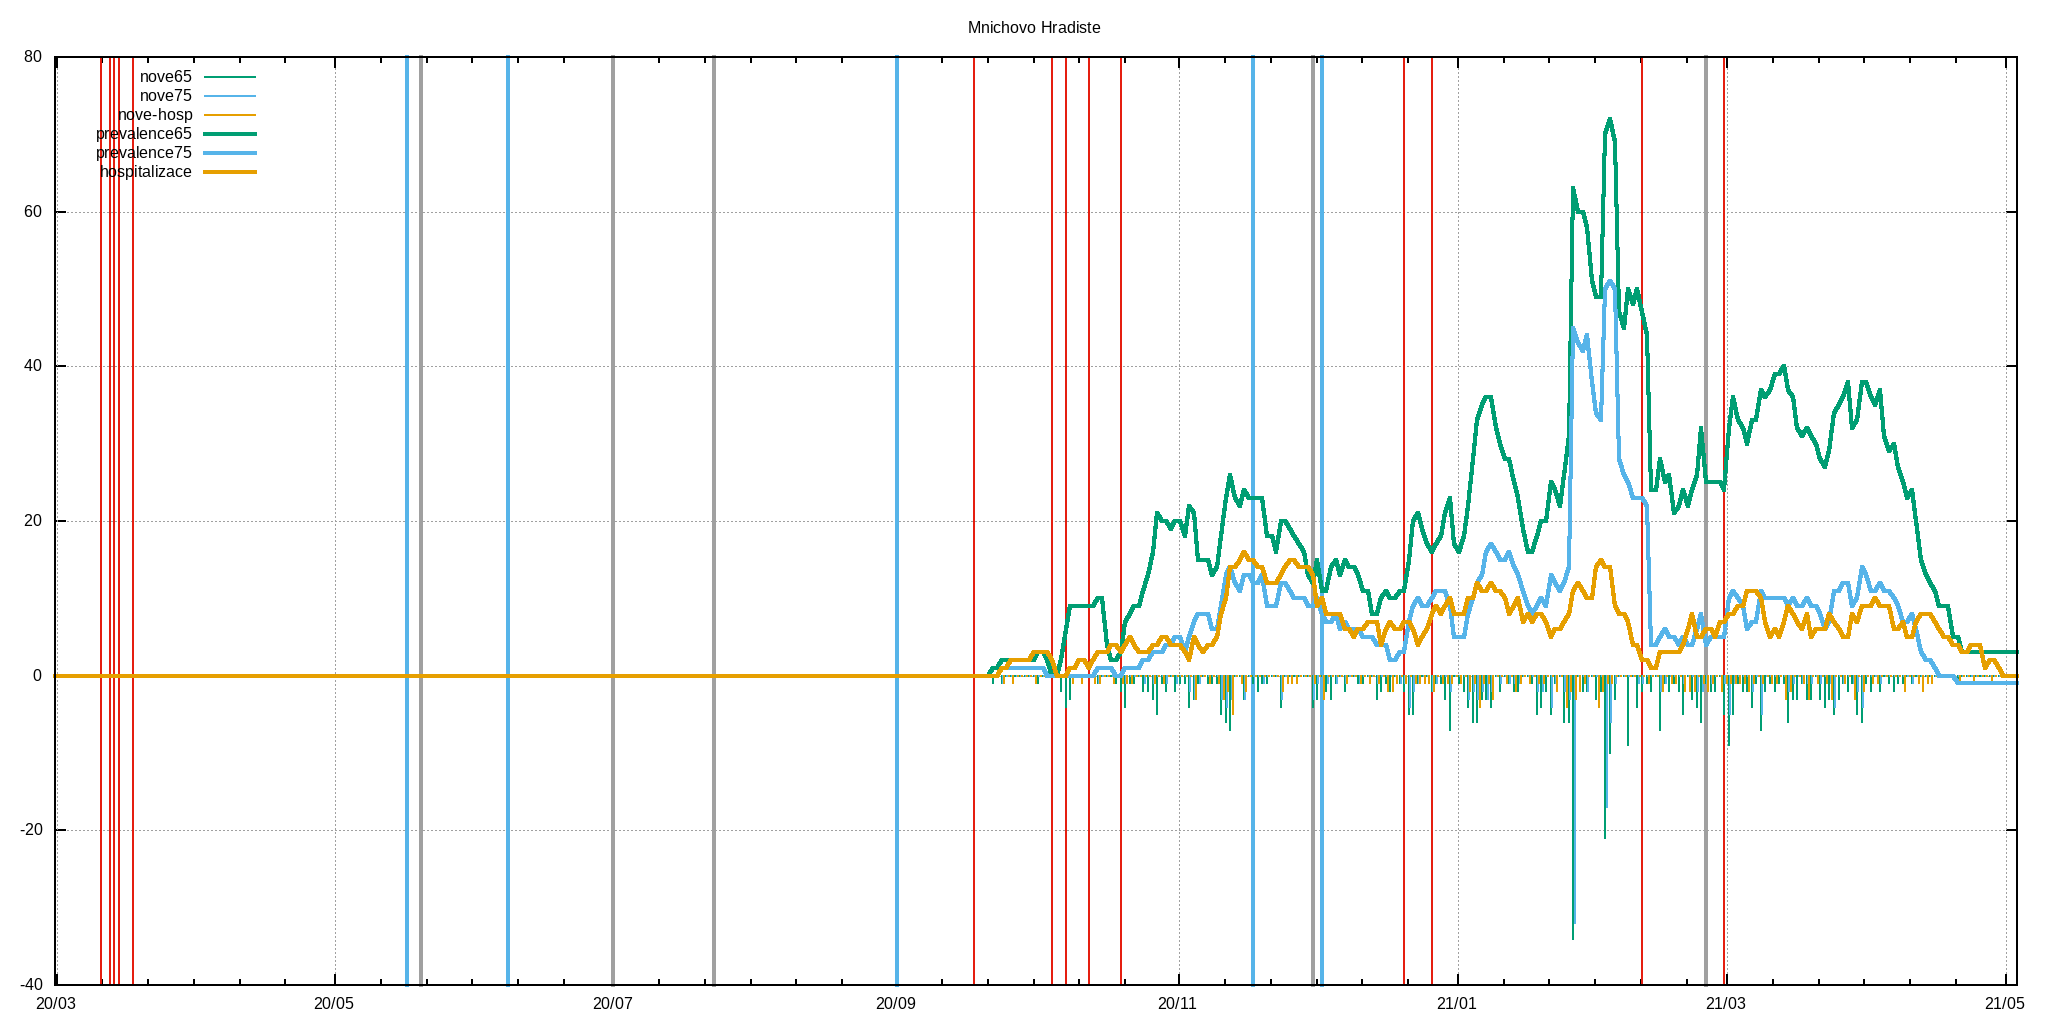 Mnichovo Hradiste
80
60
40
20
0
-20
-40
nove65
nove75
nove-hosp
prevalence65
prevalence75
hospitalizace
20/03 20/05 20/07 20/09 20/11 21/01 21/03 21/05